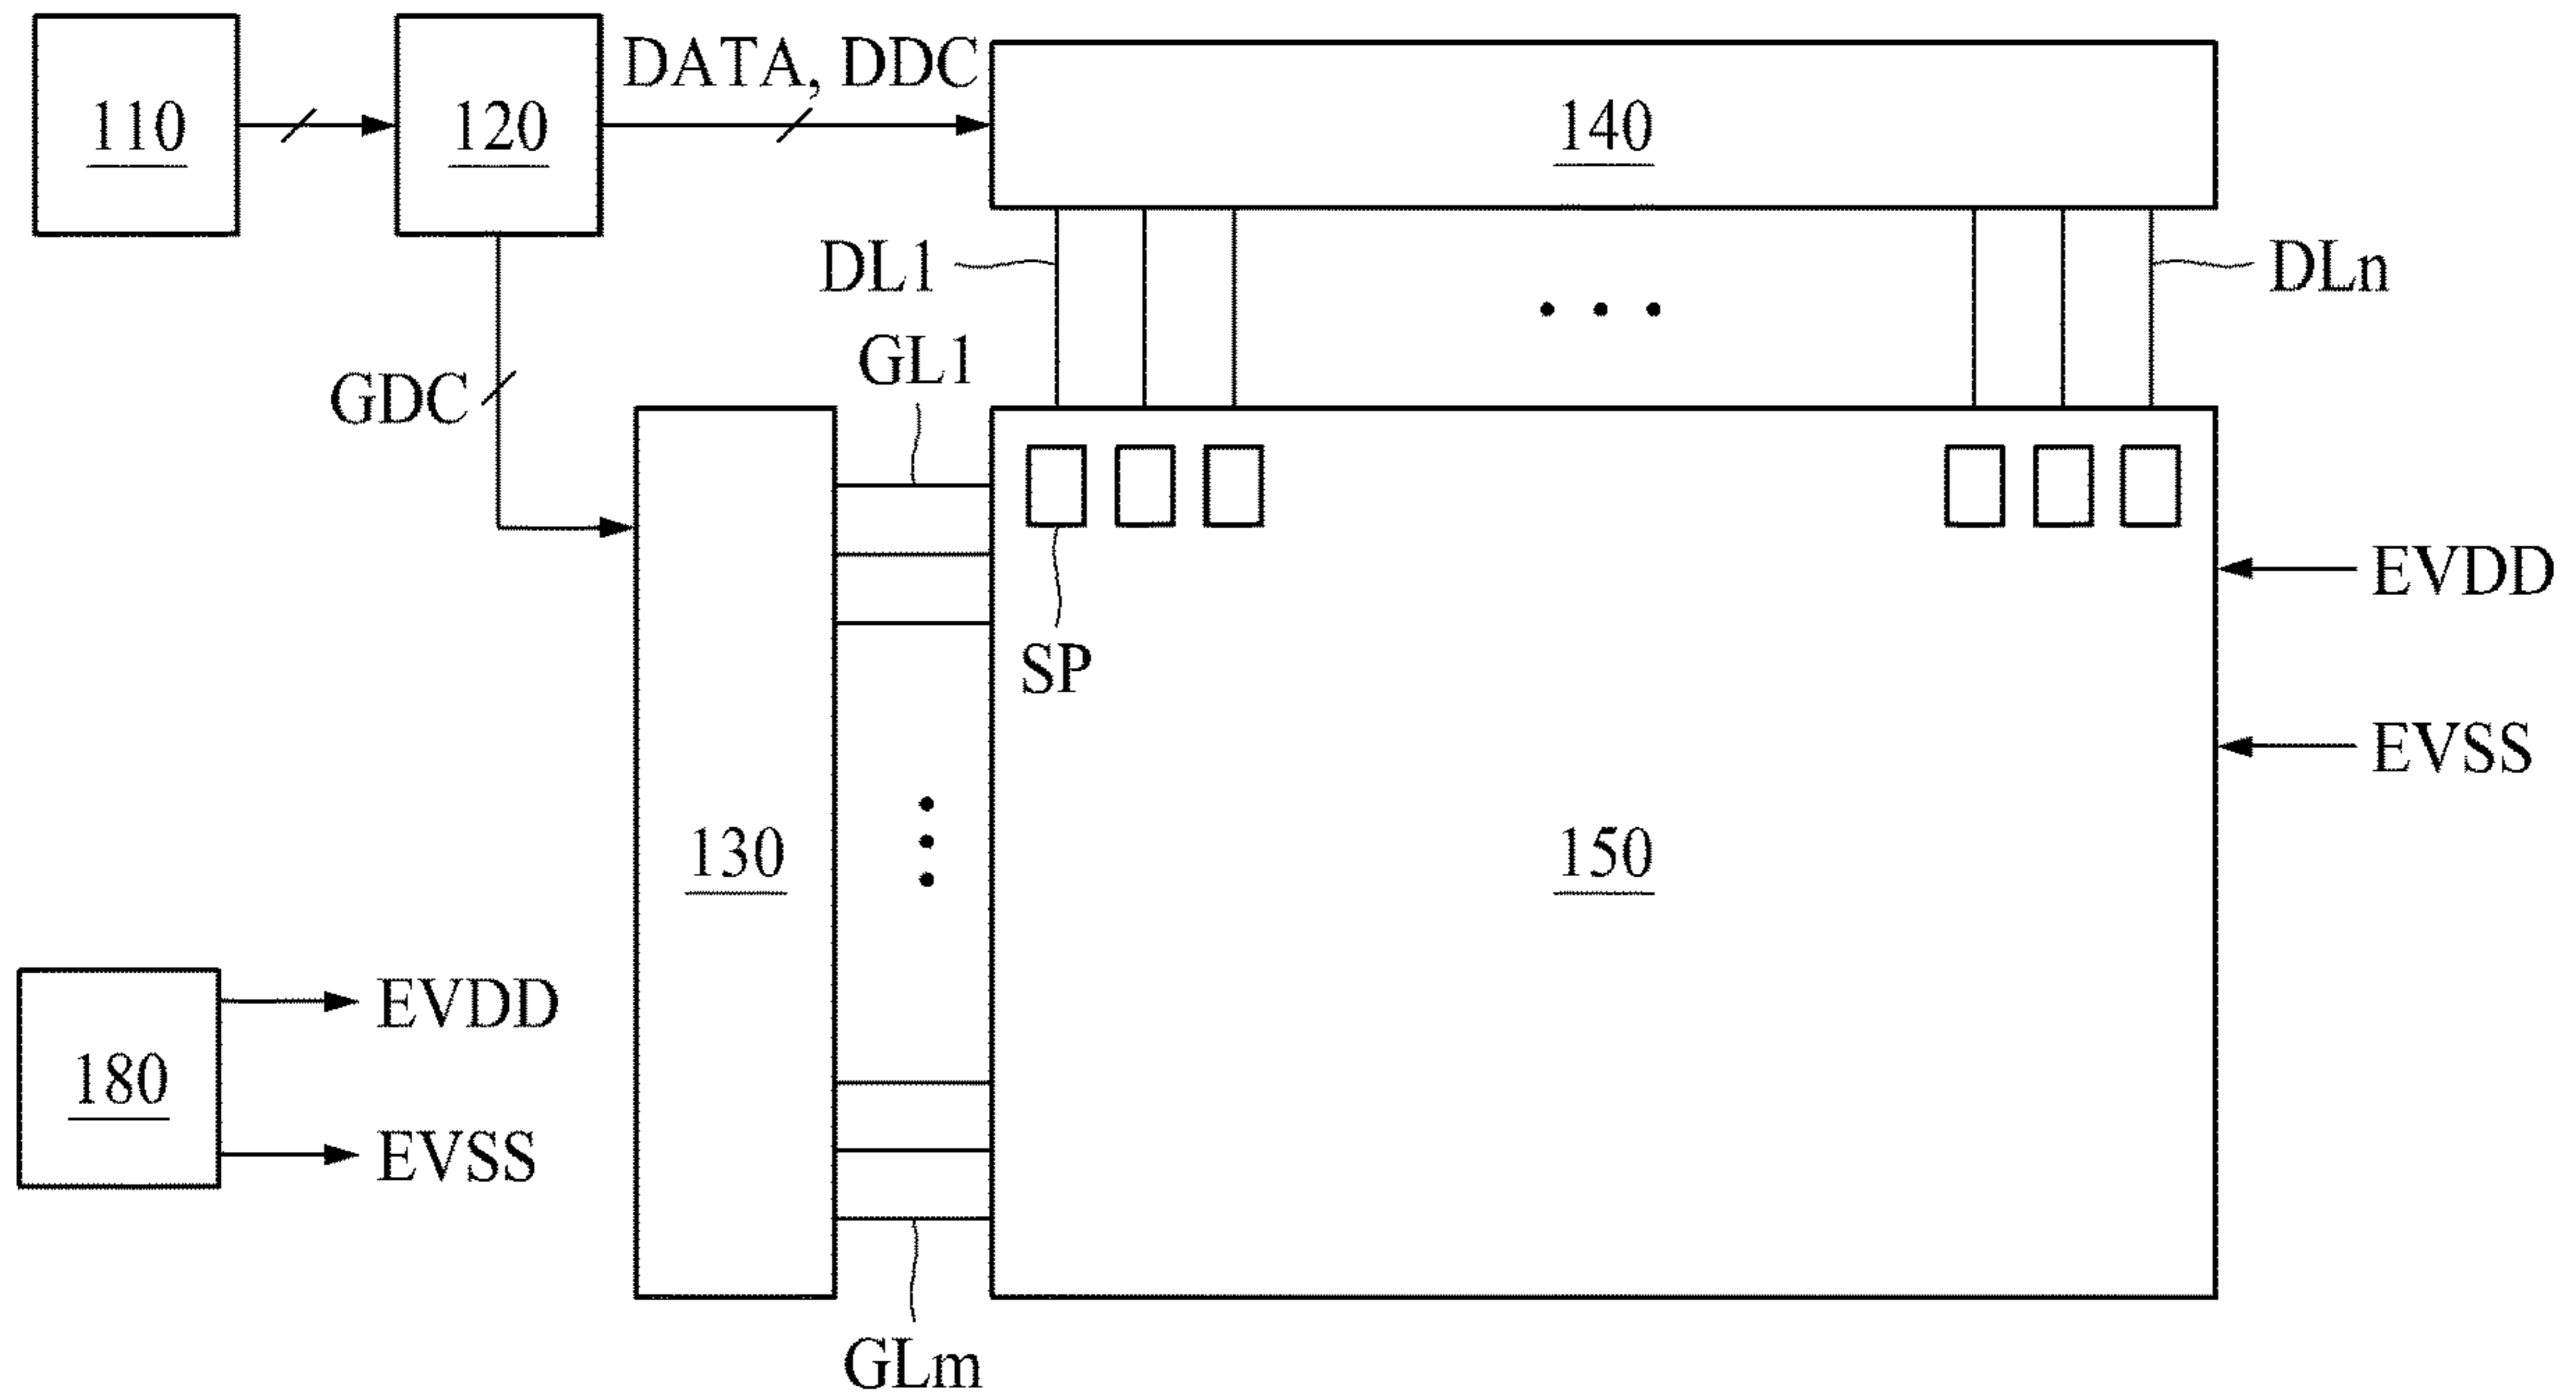 110
120
DATA, DDC
140
DL1
DLn
GL1
GDC
SP
EVDD
EVSS
130
150
180
EVDD
EVSS
GLm